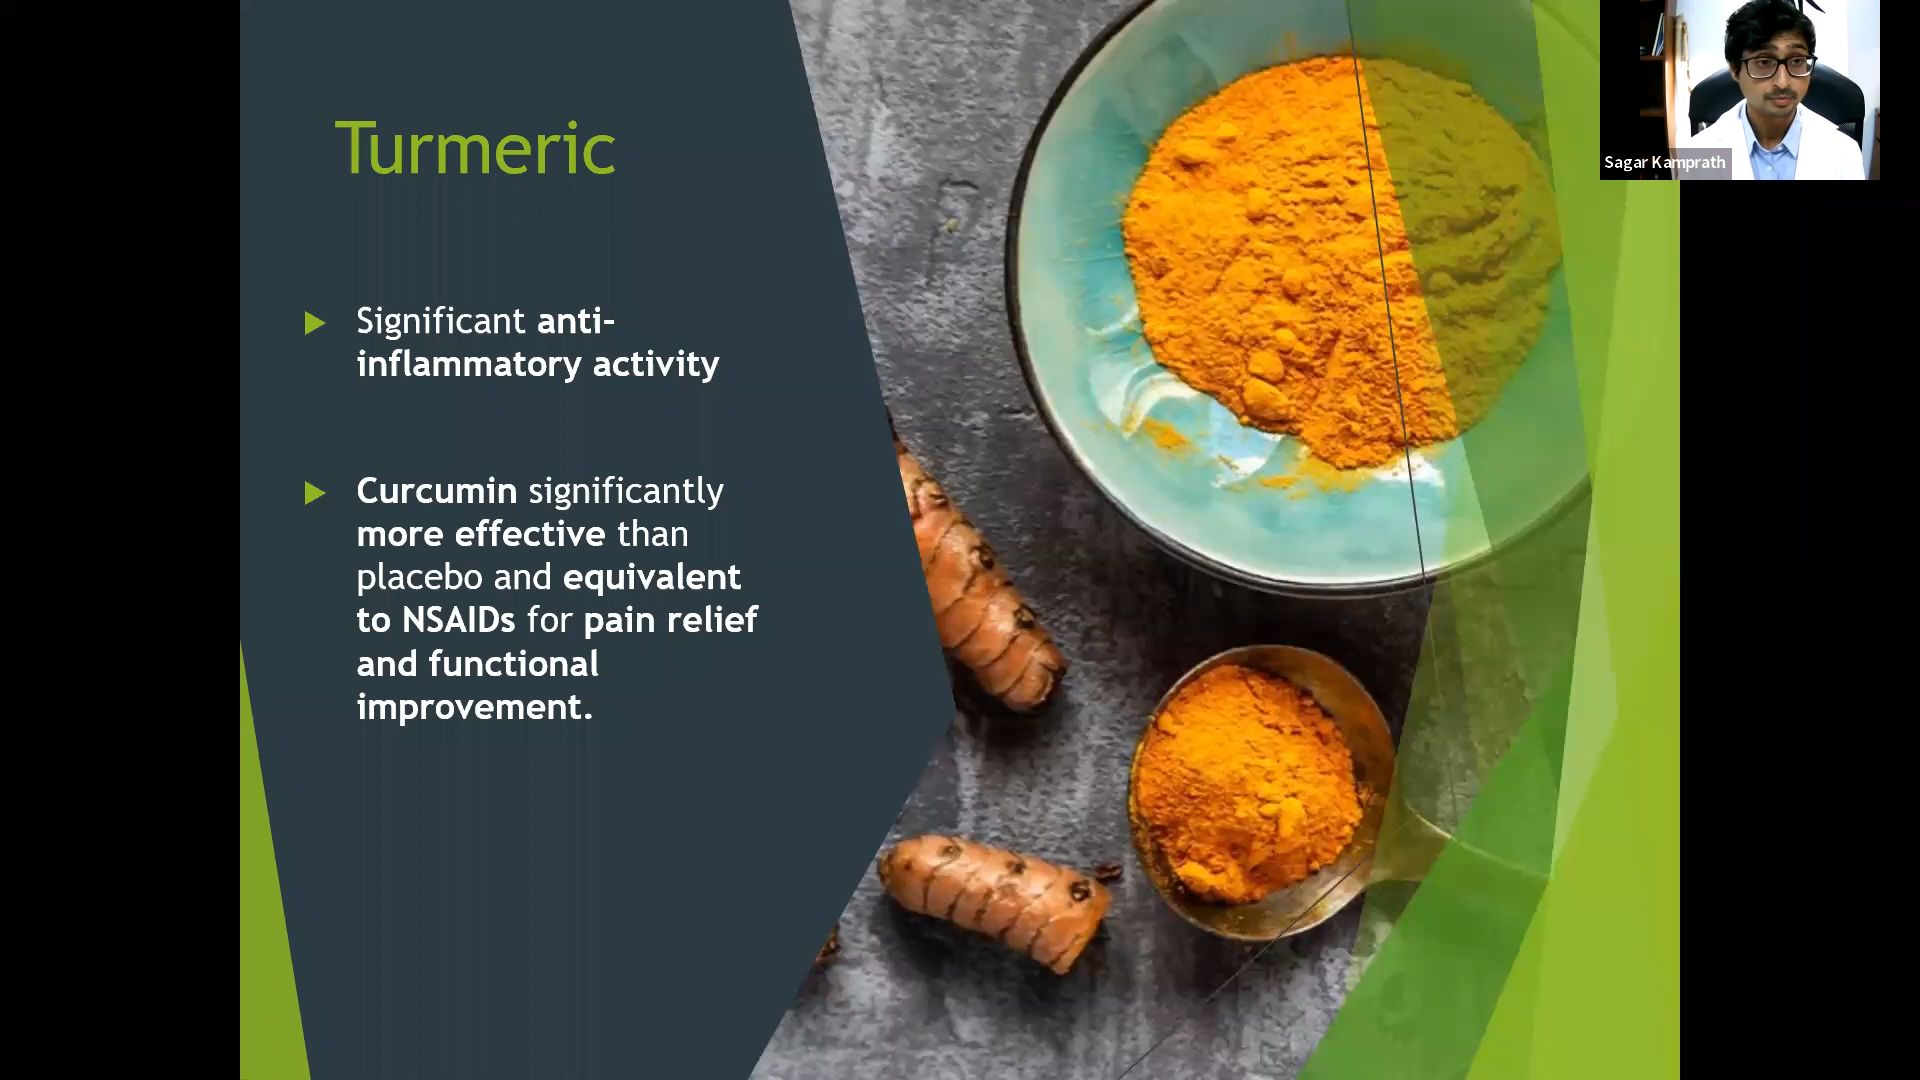 Turmeric
Significant anti-
inflammatory activity
Curcumin significantly
more effective than
placebo and equivalent
to NSAIDs for pain relief
and functional
improvement.
Sagar Kamprath